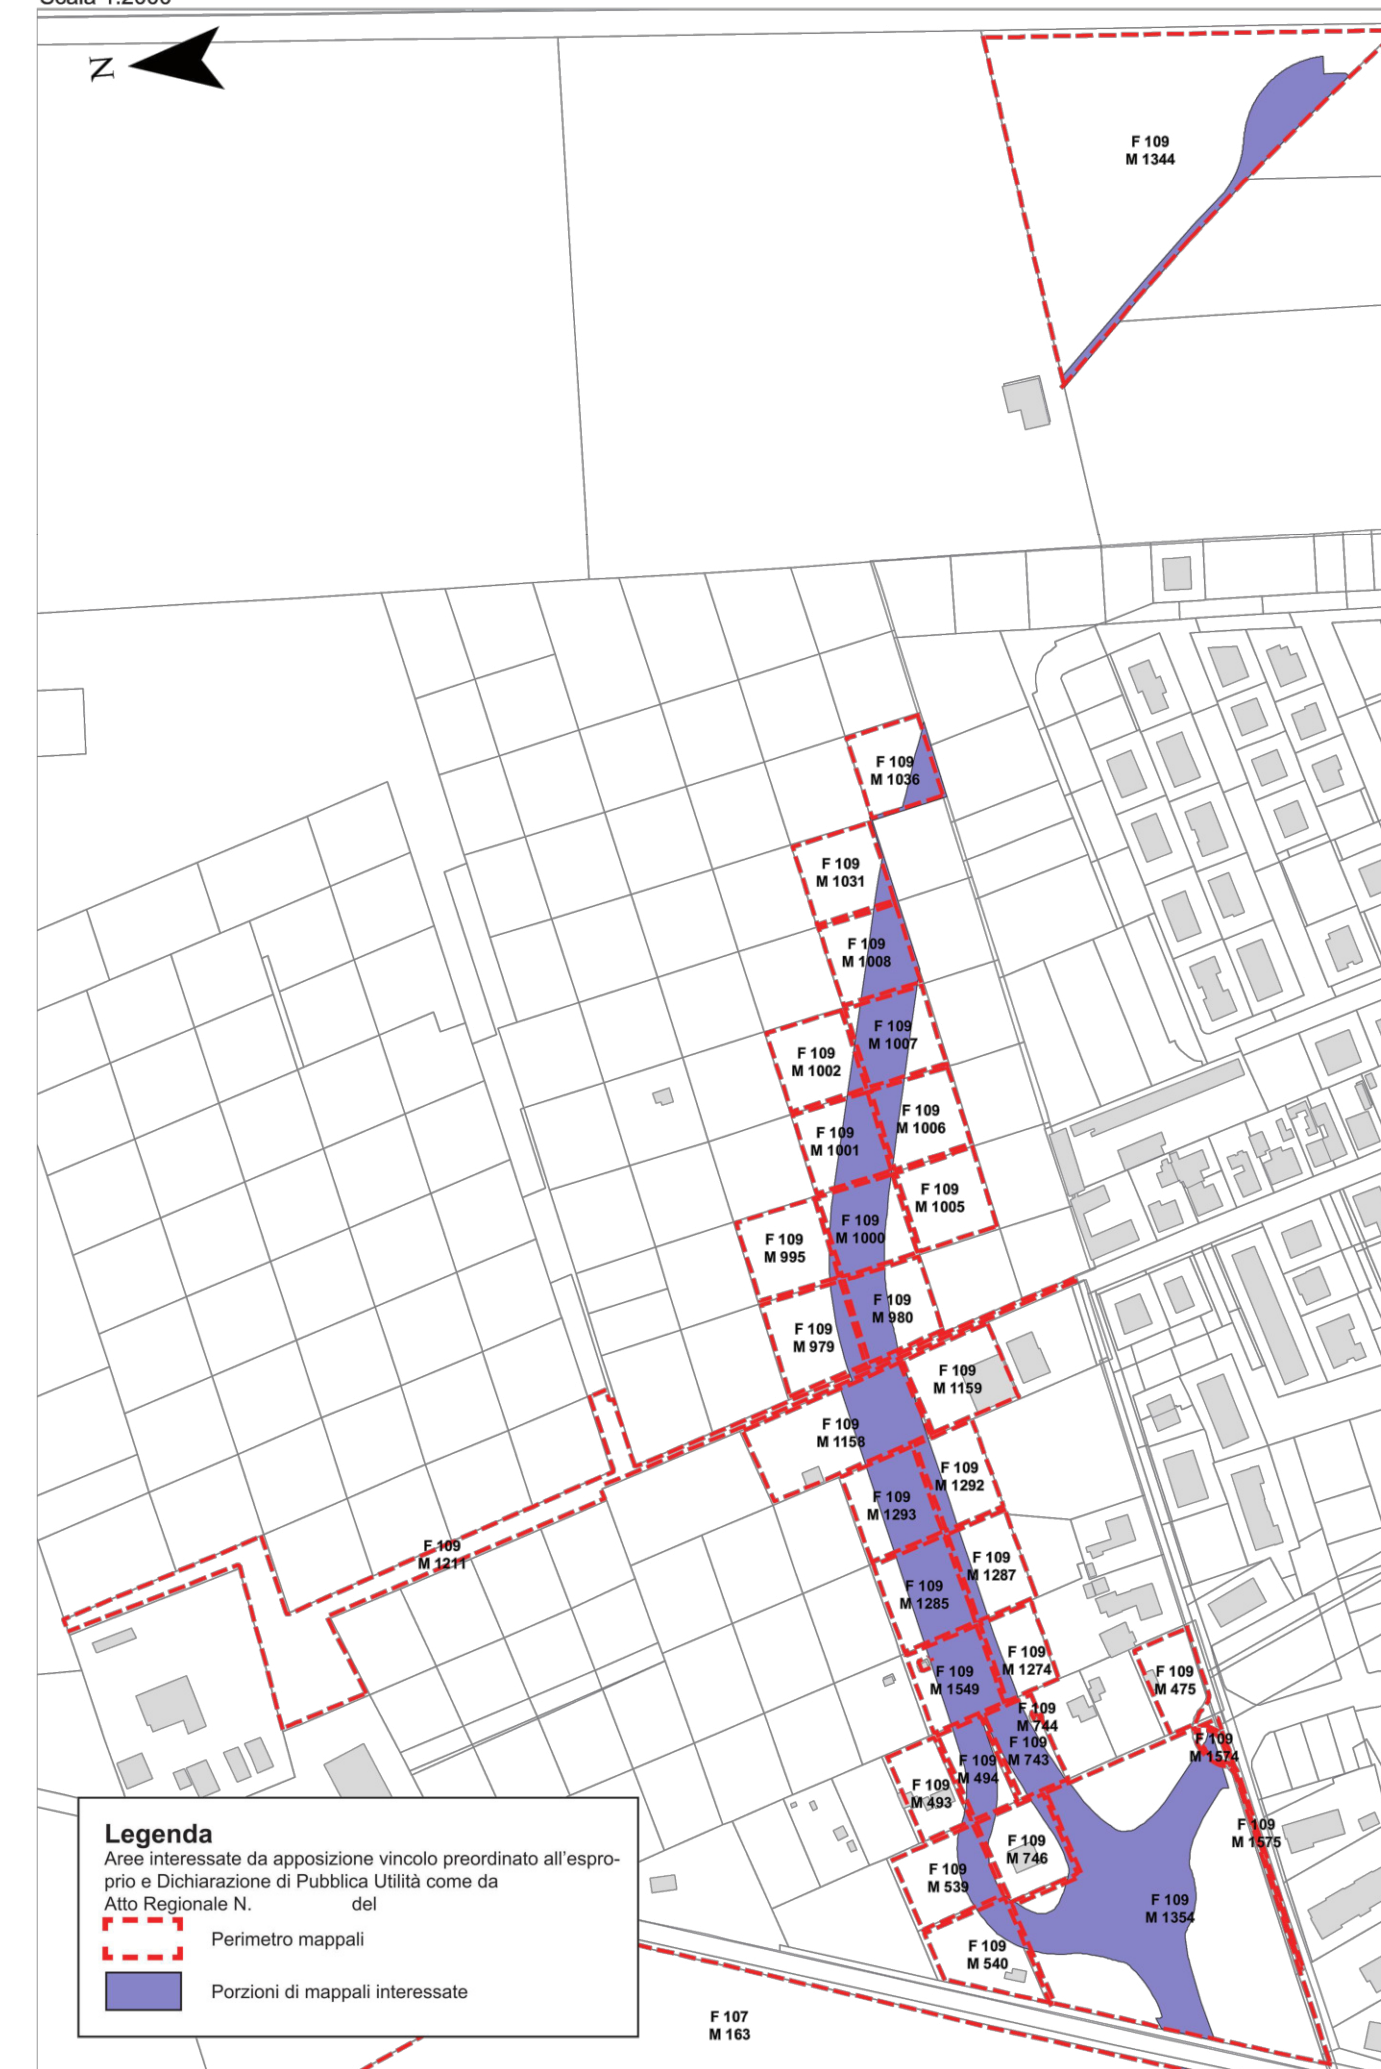 Scala 1:2000
N
F 109
M 1344
F 109
M 1036
F 109
M 1031
F 109
M 1008
F 109
M 1007
F 109
M 1002
F 109
M 1006
F 109
M 1001
F 109
M 1005
F 109
M 1000
F 109
M 995
F 109
M 980
F 109
M 979
F 109
M 1159
F 109
M 1158
F 109
M 1292
F 109
M 1293
F 109
M 1211
F 109
M 1287
F 109
M 1285
F 109
M 1274
F 109
M 1549
F 109
M 475
F 109
M 744
F 109
M 743
F 109
M 1574
F 109
M 494
F 109
M 493
F 109
M 1575
F 109
M 746
F 109
M 539
F 109
M 1354
F 109
M 540
F 107
M 163
Legenda
Aree interessate da apposizione vincolo preordinato all'espro-
prio e Dichiarazione di Pubblica Utilità come da
Atto Regionale N. del
Perimetro mappali
Porzioni di mappali interessate